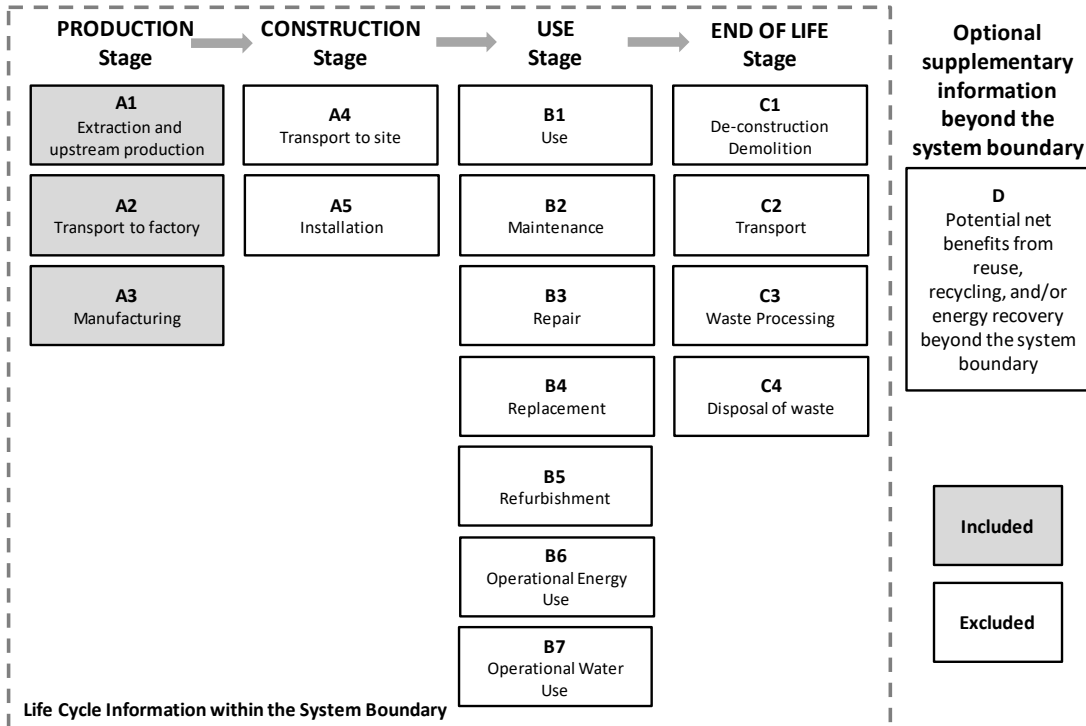 PRODUCTION
Stage
CONSTRUCTION
Stage
USE
Stage
END OF LIFE
Stage
Optional
supplementary
information
beyond the
system boundary
A1
Extraction and
upstream production
A2
Transport to factory
A3
Manufacturing
A4
Transport to site
A5
Installation
B1
Use
B2
Maintenance
B3
Repair
B4
Replacement
B5
Refurbishment
B6
Operational Energy
Use
B7
Operational Water
Use
C1
De-construction
Demolition
C2
Transport
C3
Waste Processing
C4
Disposal of waste
D
Potential net
benefits from
reuse,
recycling, and/or
energy recovery
beyond the system
boundary
Included
Excluded
Life Cycle Information within the System Boundary